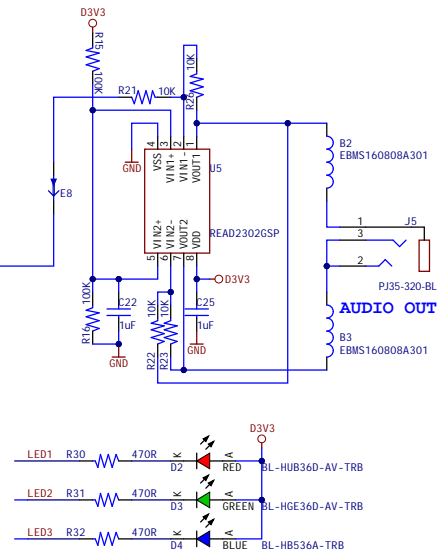 D3V3
R15
100K
R21
10K
10K
R26
4
3
2
1
VSS
VIN1+
VIN1-
VOUT1
GND
U5
E8
READ2302GSP
VIN2+
VIN2-
VOUT2
VDD
5
6
7
8
D3V3
B2
EBMS160808A301
1
J5
3
2
PJ35-320-BL
AUDIO OUT
B3
EBMS160808A301
100K
R16
C22
1uF
GND
10K
10K
R22
R23
C25
1uF
GND
D3V3
LED1
R30
470R
K
D2
A
RED
BL-HUB36D-AV-TRB
LED2
R31
470R
K
D3
A
GREEN
BL-HGE36D-AV-TRB
LED3
R32
470R
K
D4
A
BLUE
BL-HB536A-TRB